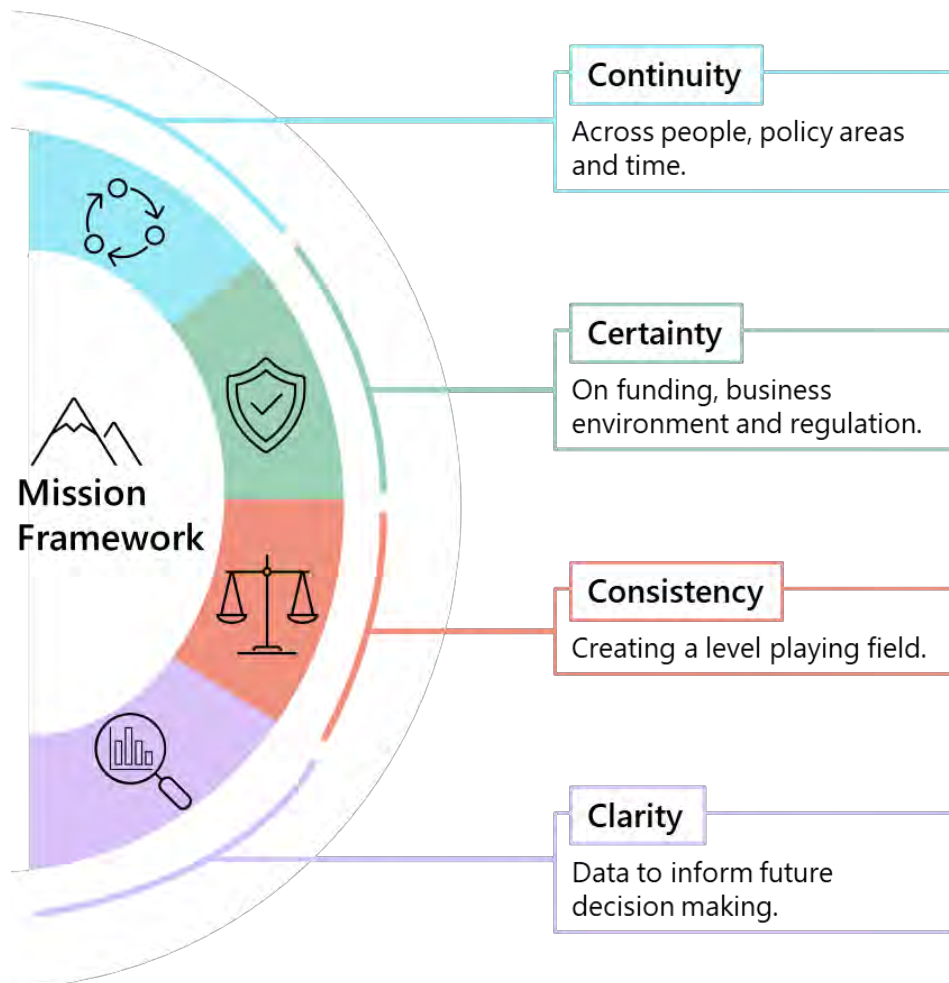 Mission
Framework
Continuity
Across people, policy areas
and time.
Certainty
On funding, business
environment and regulation.
Consistency
Creating a level playing field.
Clarity
Data to inform future
decision making.